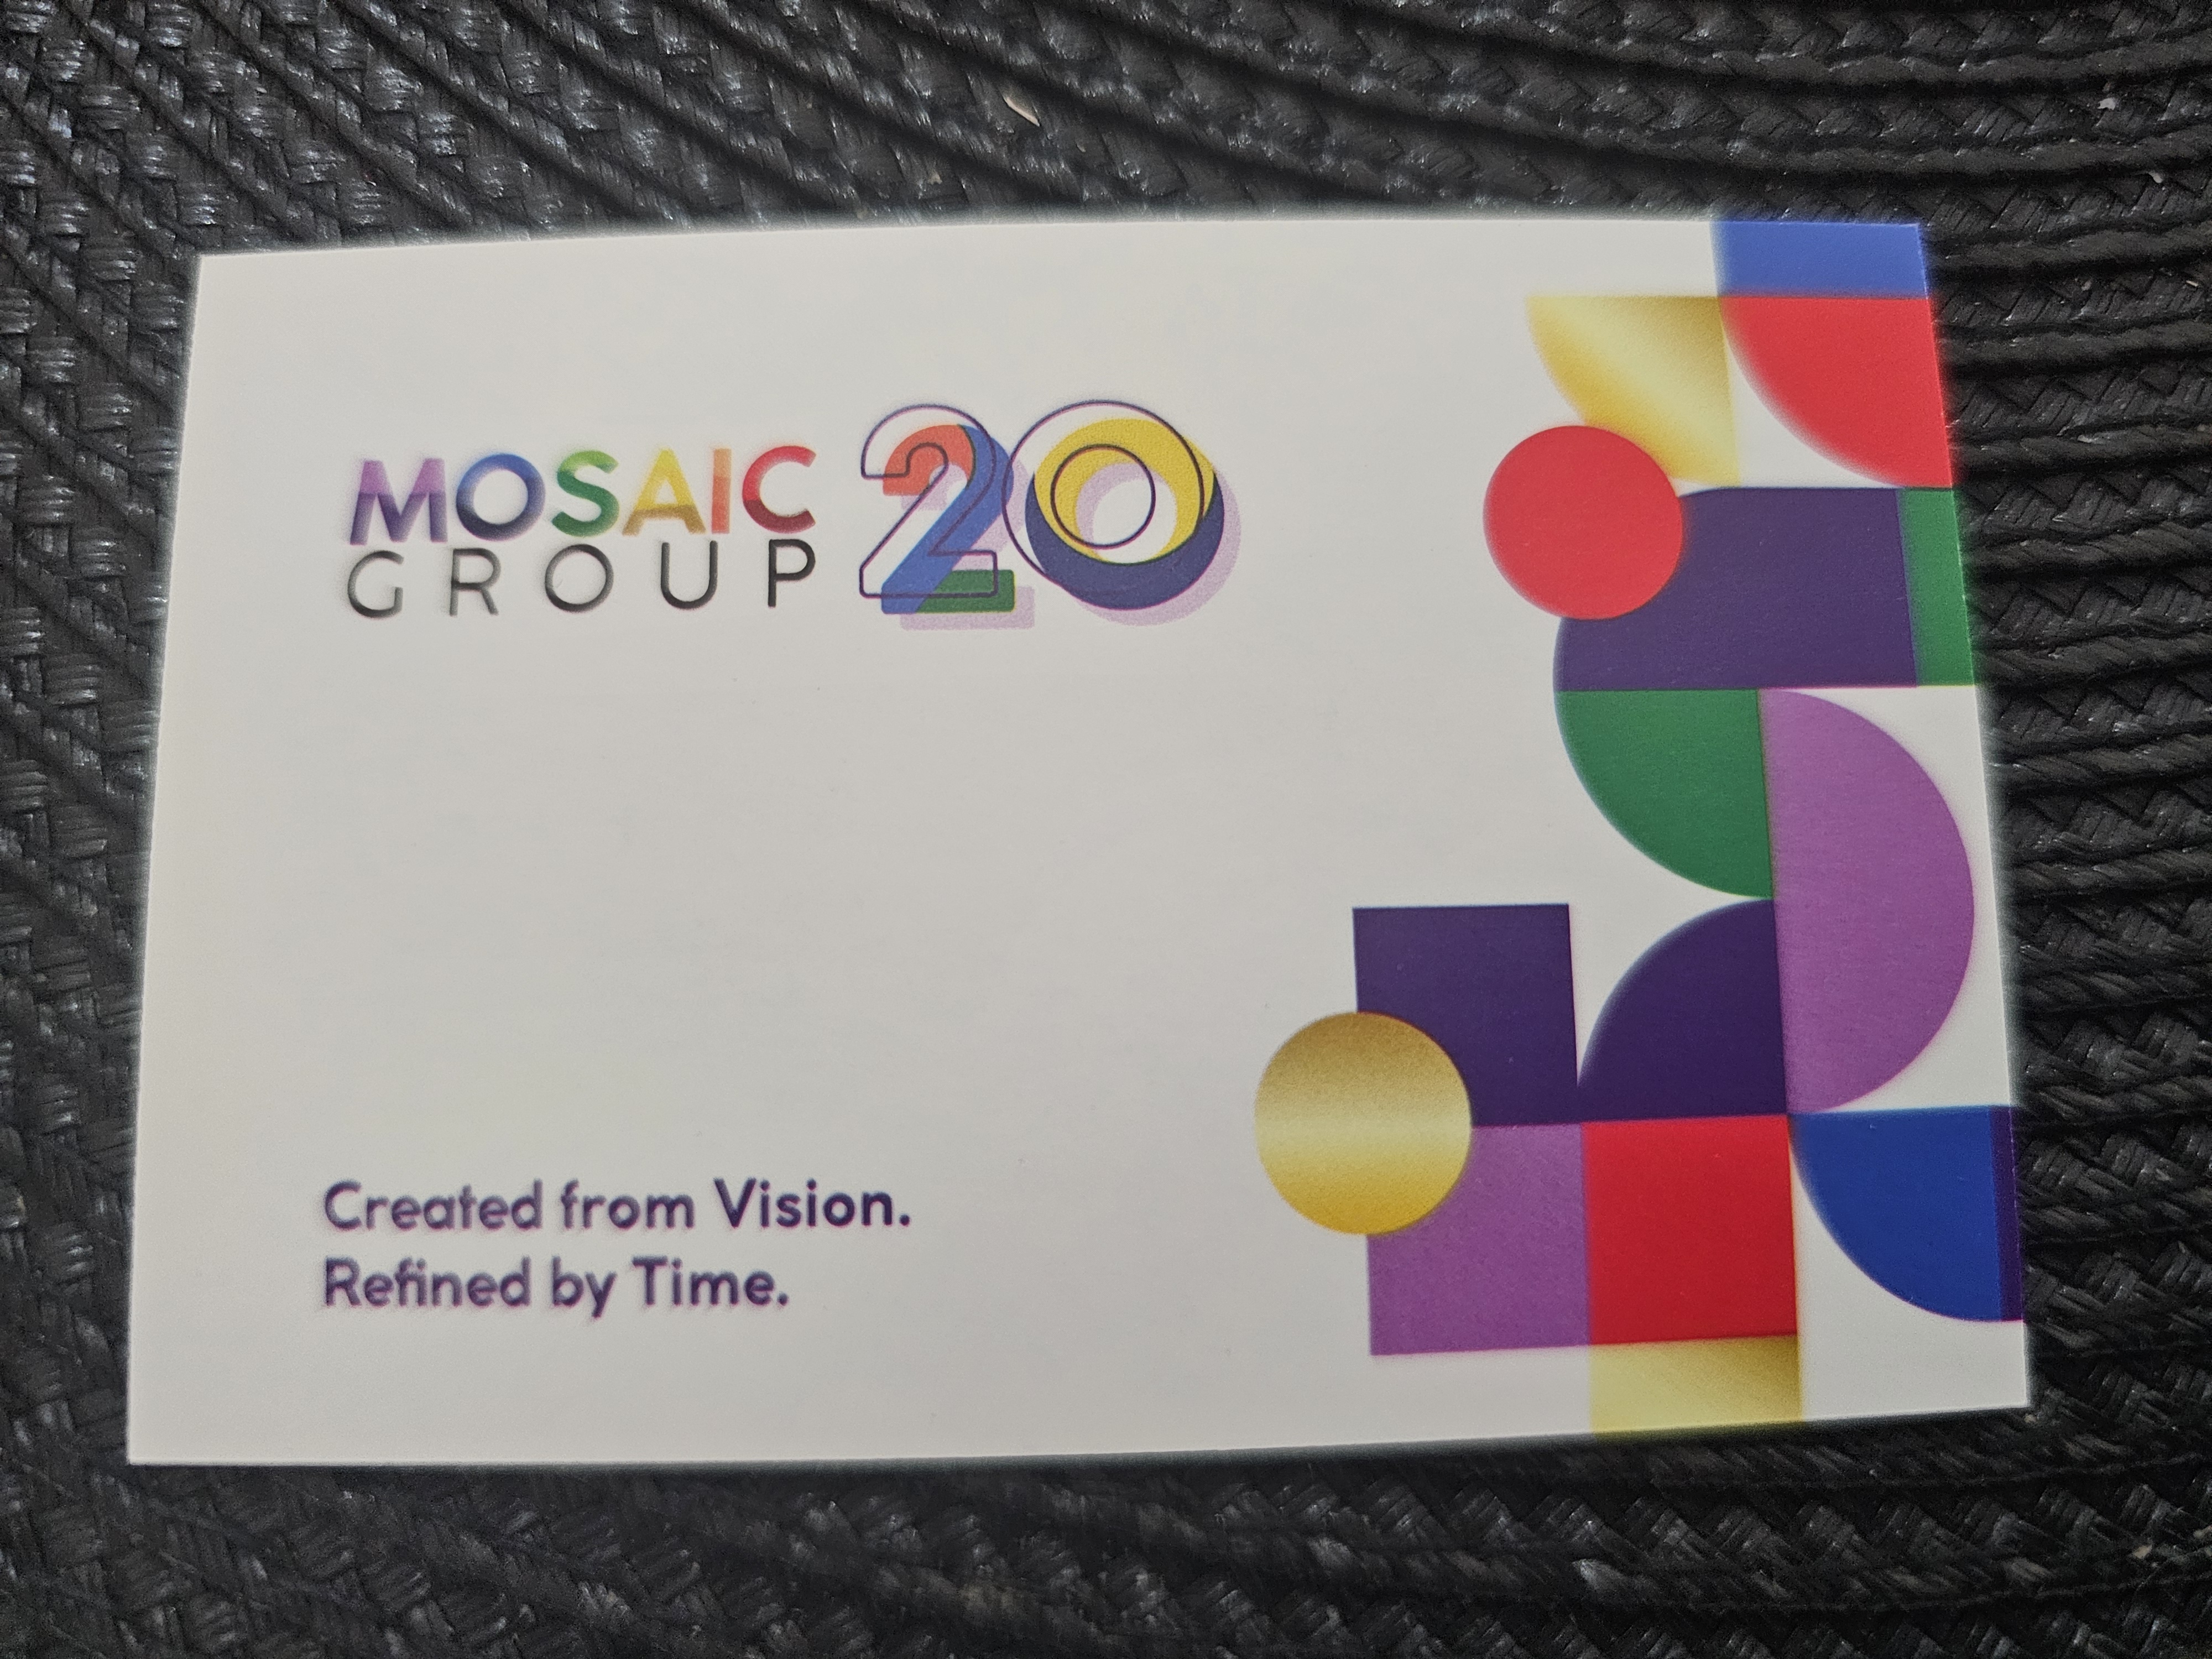 MOSAIC 20
GROUP
Created from Vision.
Refined by Time.